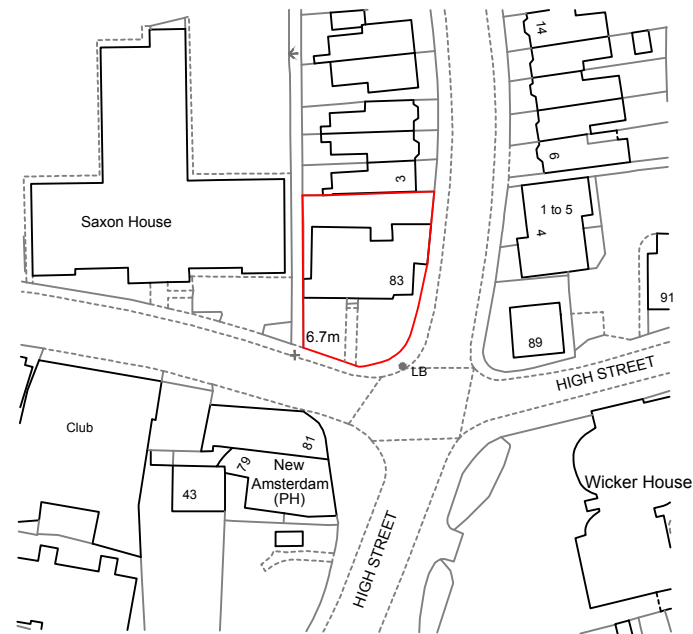 14
3
6
Saxon House
1 to 5
4
83
91
6.7m
89
LB
HIGH STREET
Club
81
79
New
Amsterdam
(PH)
43
Wicker House
HIGH STREET